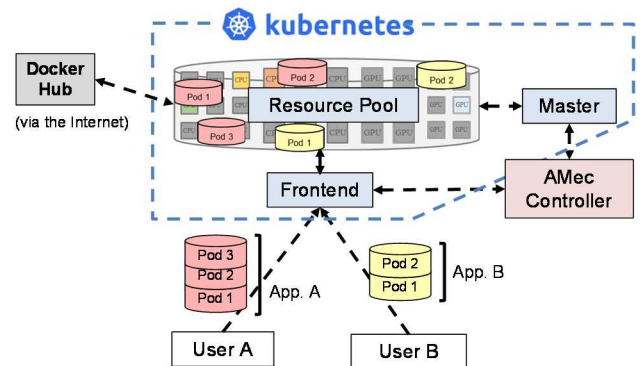 kubernetes
Docker
Hub
(via the Internet)
Pod 1
CPU
Pod 2
GPU
GPU
Pod 2
Resource Pool
GPU
CPU
Pod 3
Pod 1
CPU
GPU
GPU
Master
Frontend
AMec
Controller
Pod 3
Pod 2
Pod 1
App. A
Pod 2
Pod 1
App. B
User A
User B